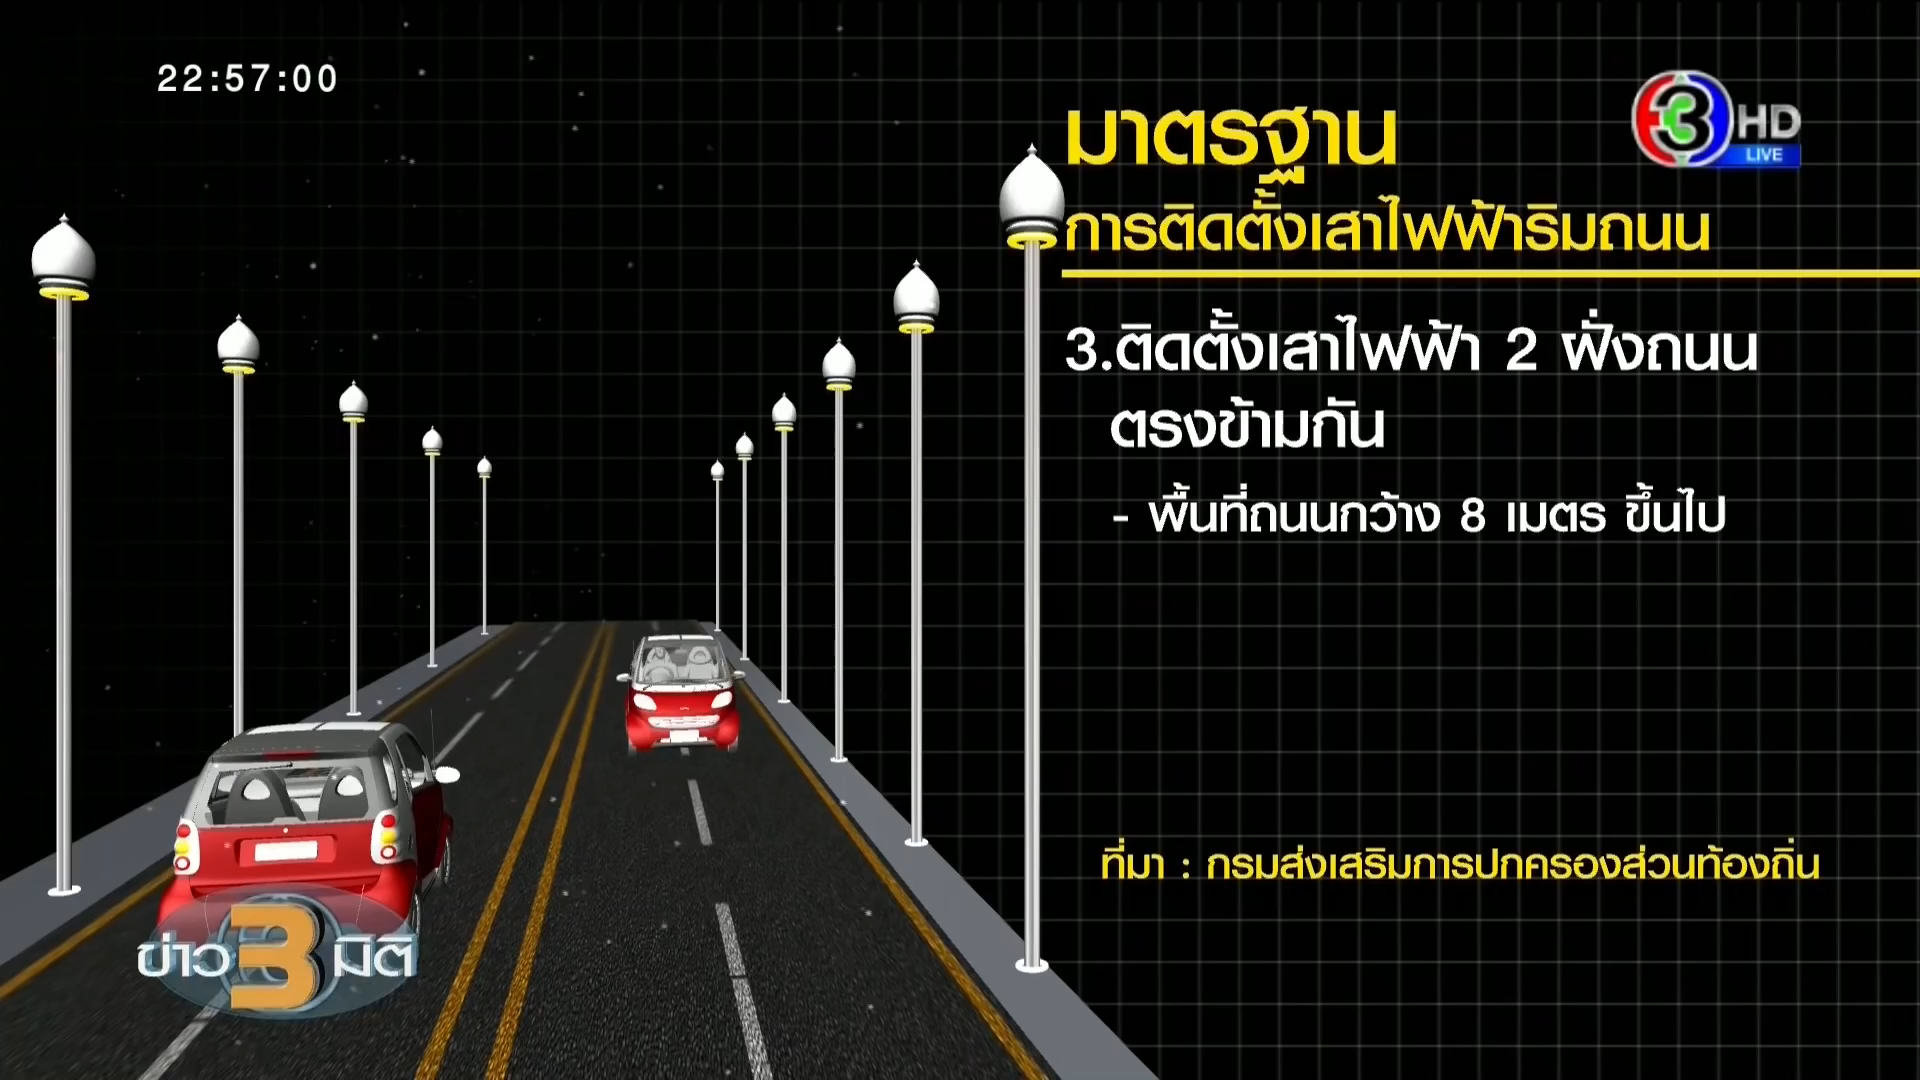 22:57:00
3 HD
LIVE
มาตรฐาน
การติดตั้งเสาไฟฟ้าริมถนน
3.ติดตั้งเสาไฟฟ้า 2 ฝั่งถนน
ตรงข้ามกัน
- พื้นที่ถนนกว้าง 8 เมตร ขึ้นไป
ที่มา : กรมส่งเสริมการปกครองส่วนท้องถิ่น
ข่าว 3 มิติ